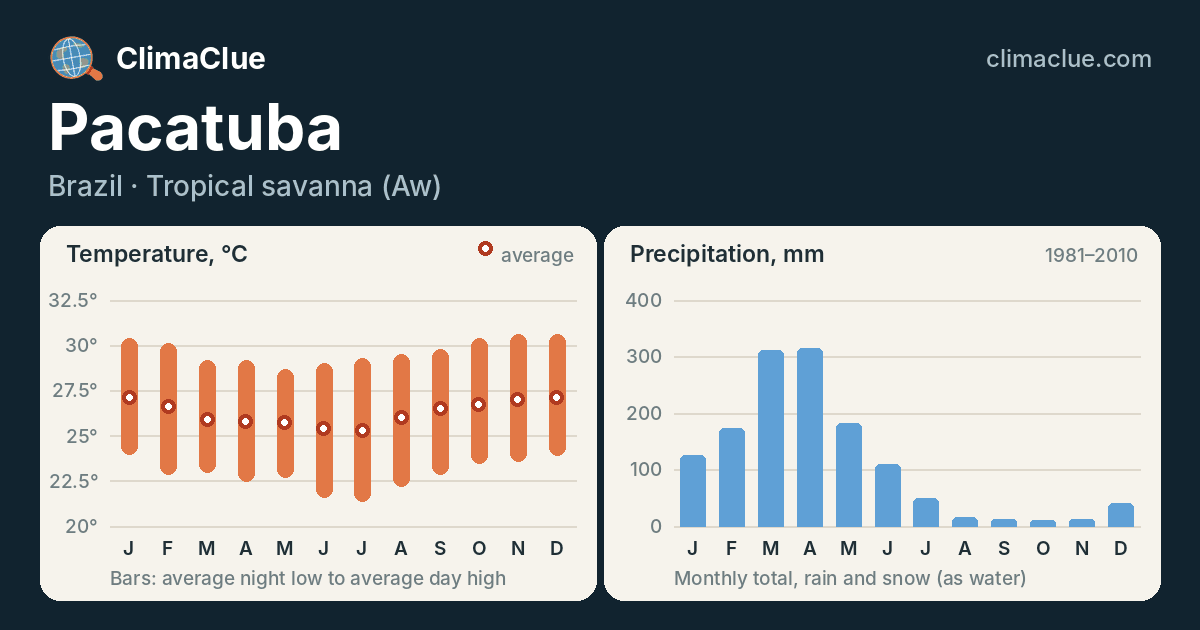 ClimaClue
climaclue.com
Pacatuba
Brazil · Tropical savanna (Aw)
Temperature, °C
average
32.5°
30°
27.5°
25°
22.5°
20°
J F M A M J J A S O N D
Bars: average night low to average day high
Precipitation, mm
1981–2010
400
300
200
100
0
J F M A M J J A S O N D
Monthly total, rain and snow (as water)